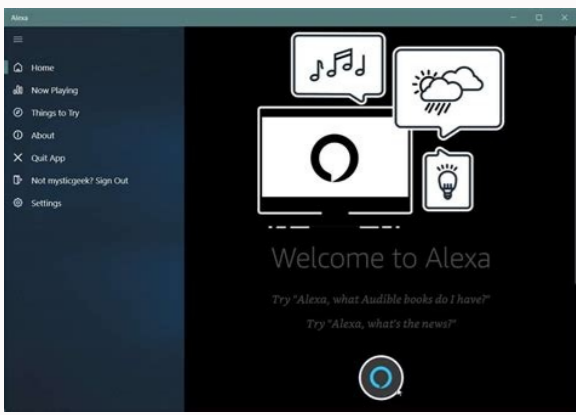 Alexa
Home
Now Playing
Things to Try
About
Quit App
Not mysticgeek? Sign Out
Settings
Welcome to Alexa
Try "Alexa, what Audible books do I have?"
Try "Alexa, what's the news?"